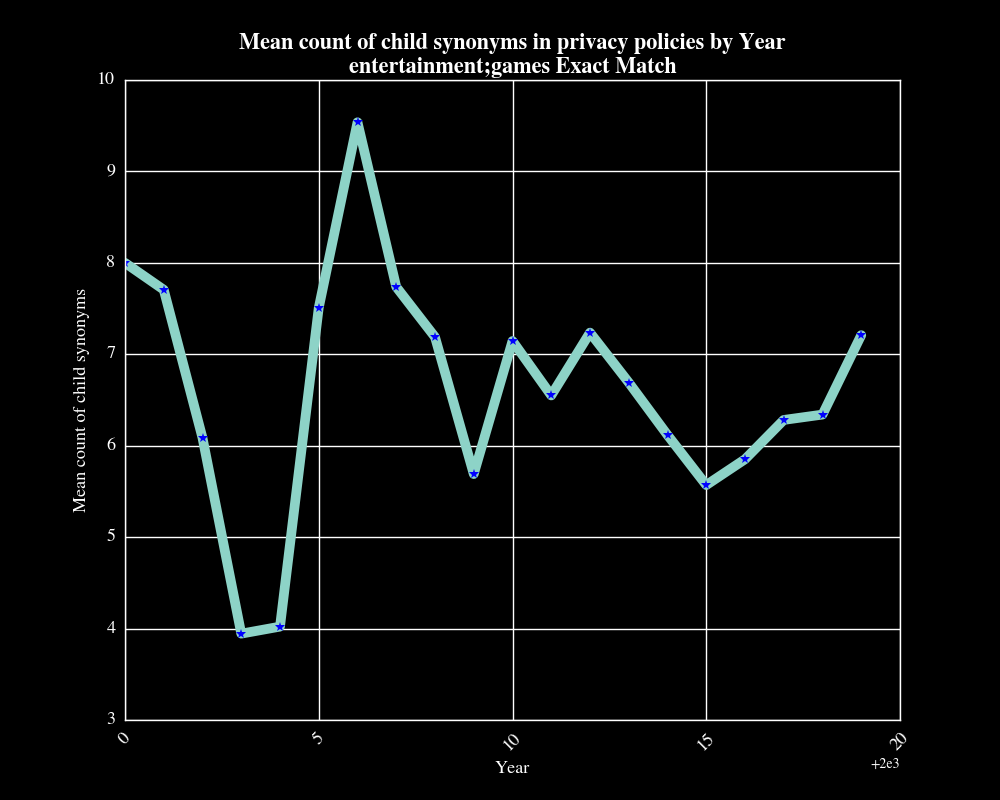 Mean count of child synonyms in privacy policies by Year
entertainment;games Exact Match
10
9
8
7
6
5
4
3
Mean count of child synonyms
0
5
10
15
20
Year
+2e3